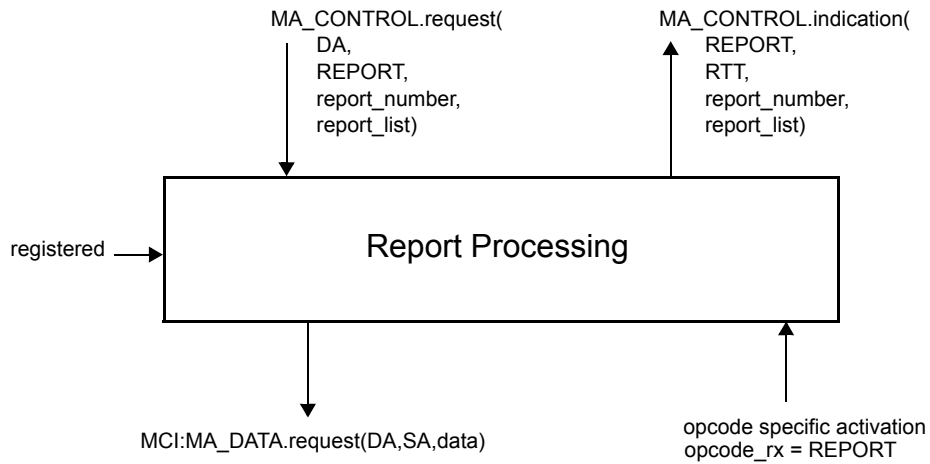 MA_CONTROL.request(
DA,
REPORT,
report_number,
report_list)
MA_CONTROL.indication(
REPORT,
RTT,
report_number,
report_list)
registered
Report Processing
MCI:MA_DATA.request(DA,SA,data)
opcode specific activation
opcode_rx = REPORT